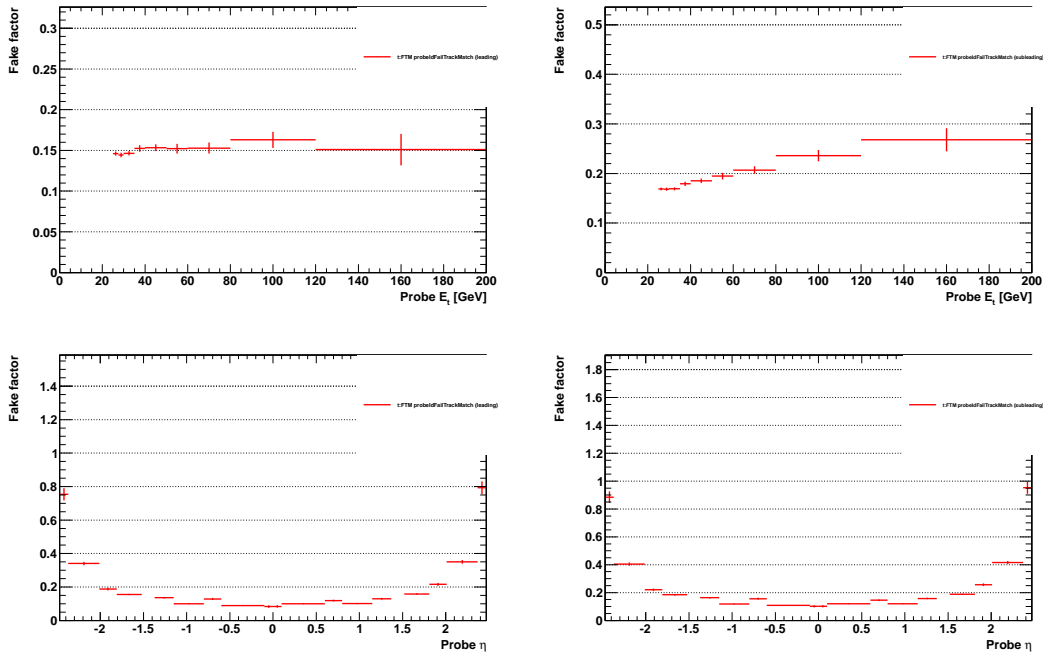 Fake factor
0.3
0.25
0.2
0.15
0.1
0.05
0
t:FTM probeIdFailTrackMatch (leading)
0 20 40 60 80 100 120 140 160 180 200
Probe Et [GeV]
Fake factor
0.5
0.4
0.3
0.2
0.1
0
t:FTM probeIdFailTrackMatch (subleading)
0 20 40 60 80 100 120 140 160 180 200
Probe Et [GeV]
Fake factor
1.4
1.2
1
0.8
0.6
0.4
0.2
0
t:FTM probeIdFailTrackMatch (leading)
-2 -1.5 -1 -0.5 0 0.5 1 1.5 2
Probe η
Fake factor
1.8
1.6
1.4
1.2
1
0.8
0.6
0.4
0.2
0
t:FTM probeIdFailTrackMatch (subleading)
-2 -1.5 -1 -0.5 0 0.5 1 1.5 2
Probe η